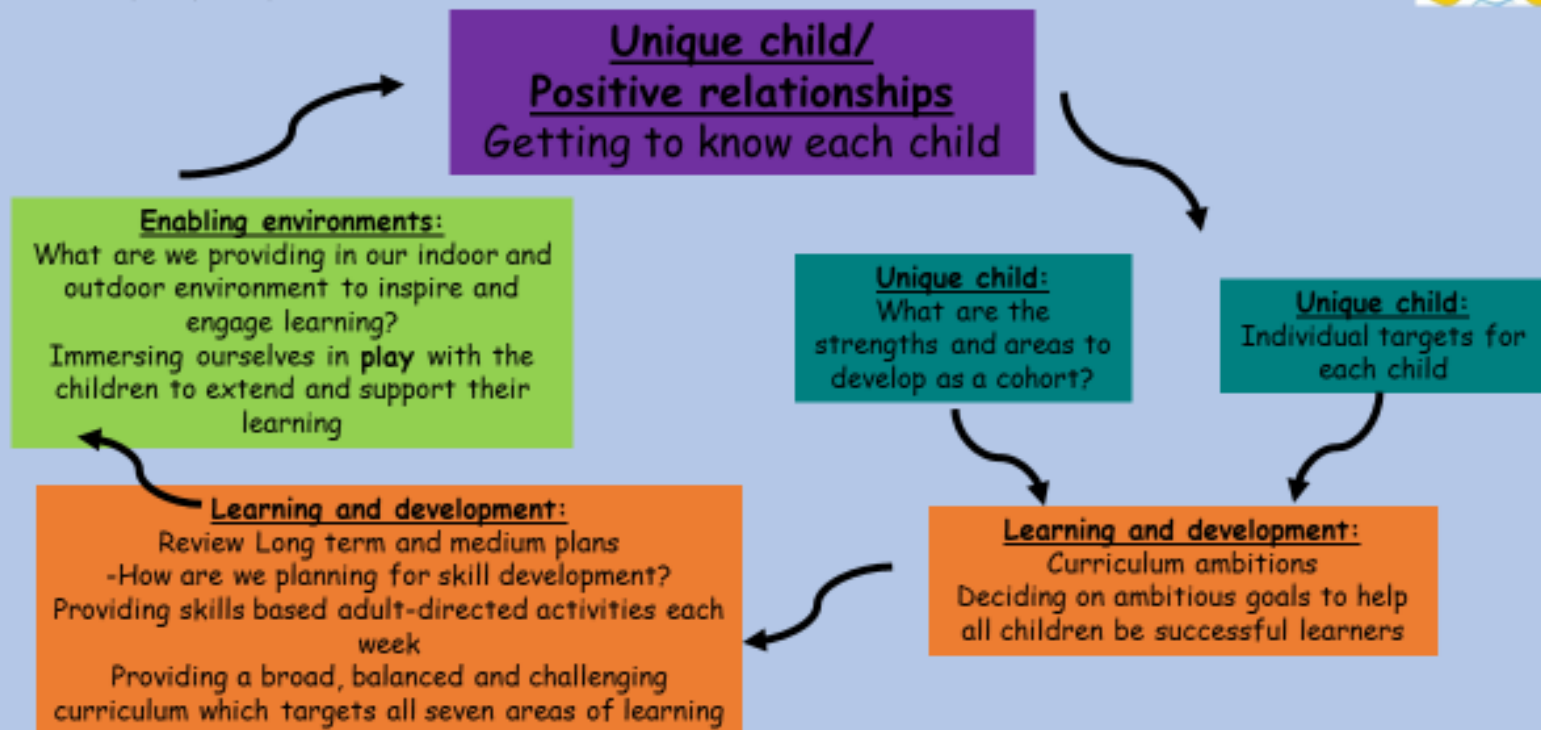 Unique child/
Positive relationships
Getting to know each child
Enabling environments:
What are we providing in our indoor and
outdoor environment to inspire and
engage learning?
Immersing ourselves in play with the
children to extend and support their
learning
Unique child:
What are the
strengths and areas to
develop as a cohort?
Unique child:
Individual targets for
each child
Learning and development:
Review Long term and medium plans
-How are we planning for skill development?
Providing skills based adult-directed activities each
week
Providing a broad, balanced and challenging
curriculum which targets all seven areas of learning
Learning and development:
Curriculum ambitions
Deciding on ambitious goals to help
all children be successful learners